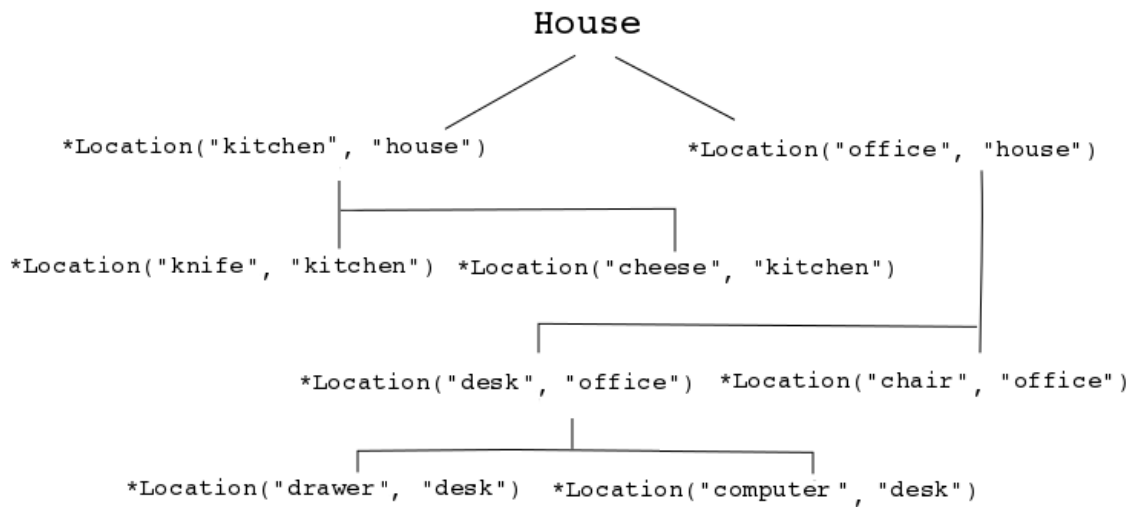 House
*Location("kitchen", "house")
*Location("office", "house")
*Location("knife", "kitchen")
*Location("cheese", "kitchen")
*Location("desk", "office")
*Location("chair", "office")
*Location("drawer", "desk")
*Location("computer", "desk")